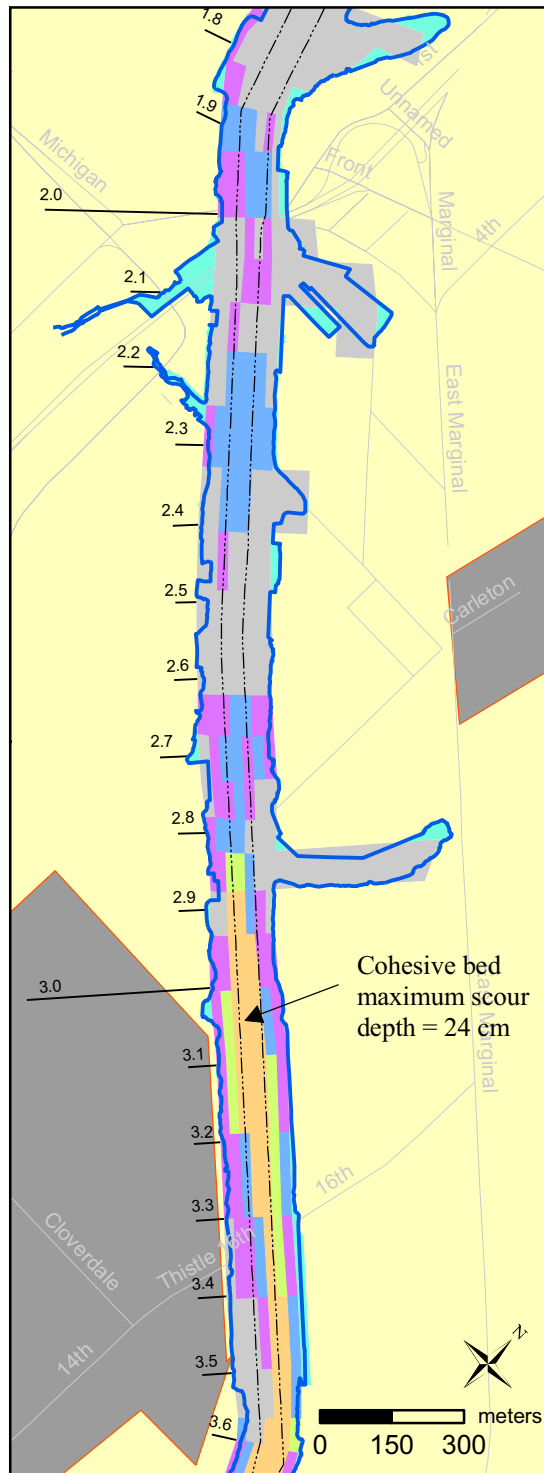 1.8
1st
1.9
Unnamed
Michigan
Front
2.0
Marginal
4th
2.1
2.2
East Marginal
2.3
2.4
2.5
Carleton
2.6
2.7
2.8
2.9
Cohesive bed
maximum scour
depth = 24 cm
3.0
Marginal
3.1
3.2
16th
3.3
Cloverdale
Thistle
16th
3.4
14th
3.5
N
3.6
meters
0 150 300